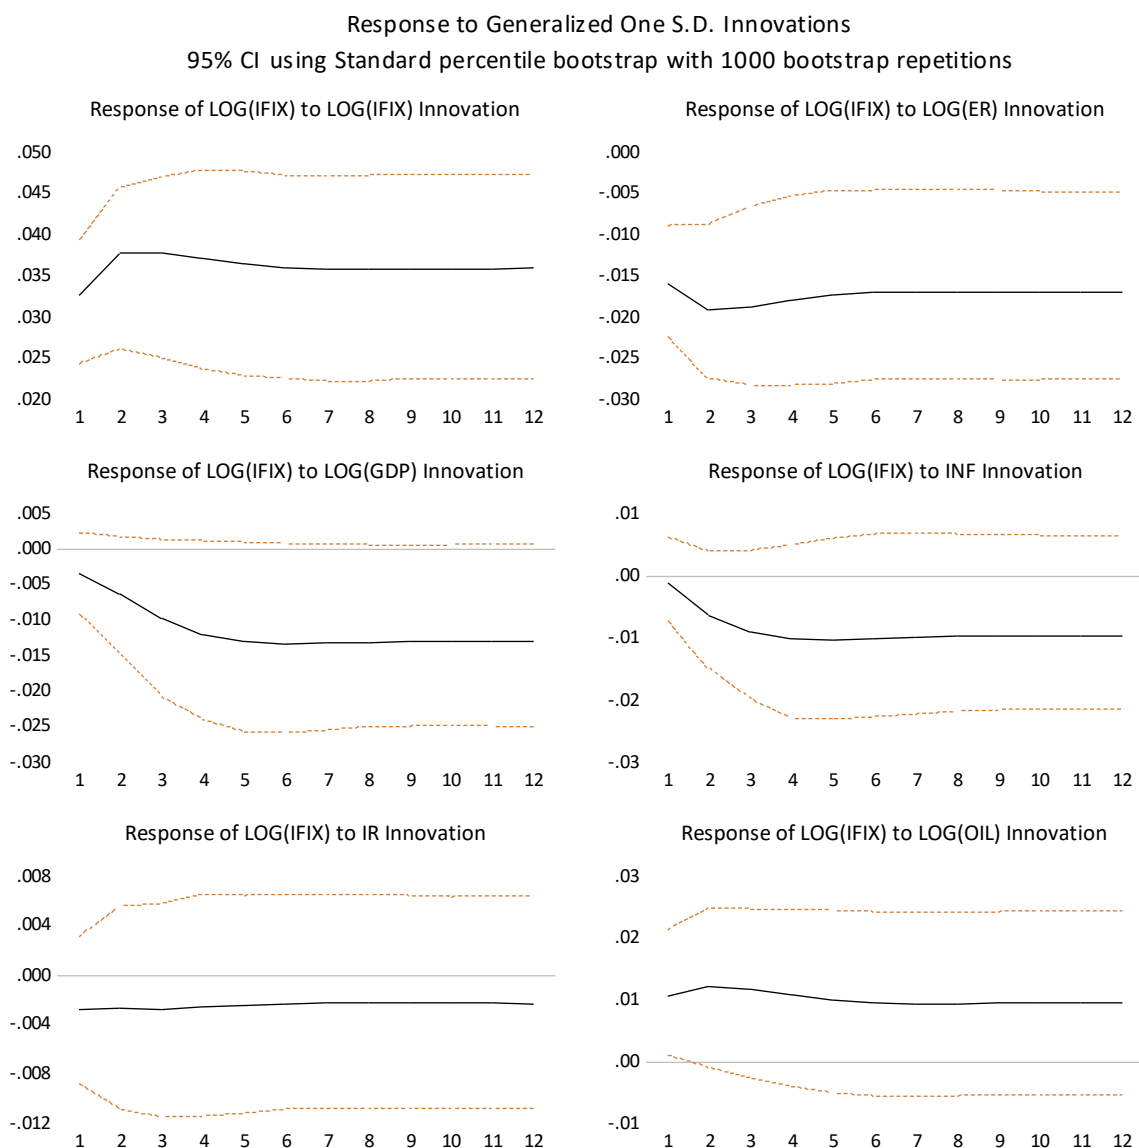 Response to Generalized One S.D. Innovations
95% CI using Standard percentile bootstrap with 1000 bootstrap repetitions
Response of LOG(IFIX) to LOG(IFIX) Innovation
.050
.045
.040
.035
.030
.025
.020
1 2 3 4 5 6 7 8 9 10 11 12
Response of LOG(IFIX) to LOG(ER) Innovation
.000
-.005
-.010
-.015
-.020
-.025
-.030
1 2 3 4 5 6 7 8 9 10 11 12
Response of LOG(IFIX) to LOG(GDP) Innovation
.005
.000
-.005
-.010
-.015
-.020
-.025
-.030
1 2 3 4 5 6 7 8 9 10 11 12
Response of LOG(IFIX) to INF Innovation
.01
.00
-.01
-.02
-.03
1 2 3 4 5 6 7 8 9 10 11 12
Response of LOG(IFIX) to IR Innovation
.008
.004
.000
-.004
-.008
-.012
1 2 3 4 5 6 7 8 9 10 11 12
Response of LOG(IFIX) to LOG(OIL) Innovation
.03
.02
.01
.00
-.01
1 2 3 4 5 6 7 8 9 10 11 12